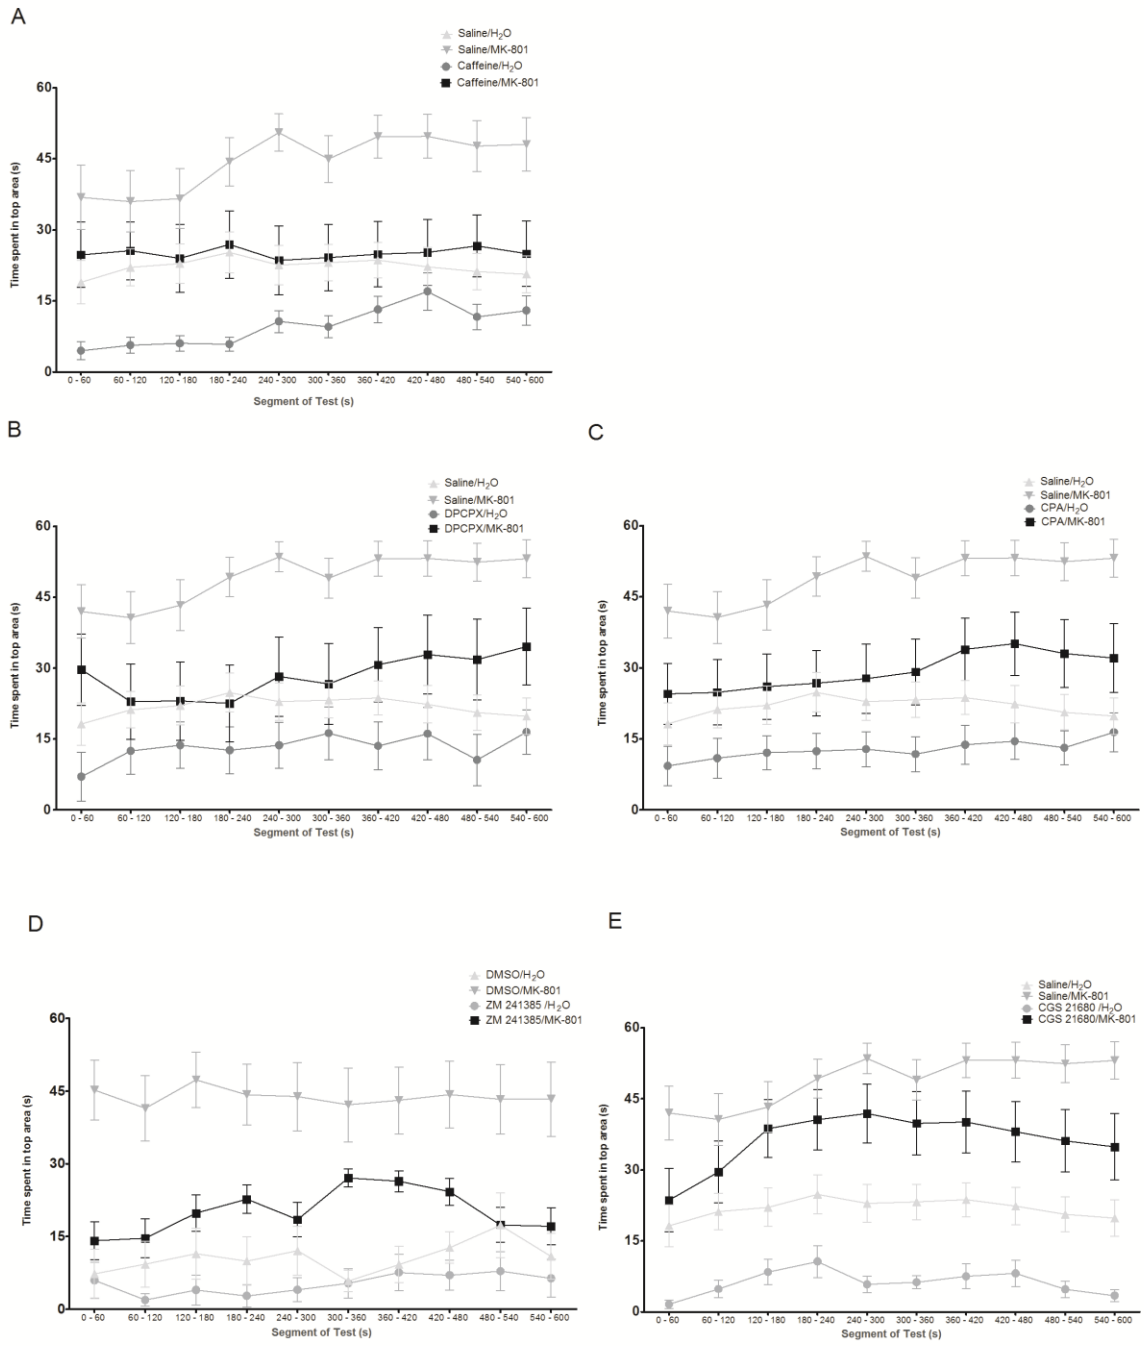 A
Saline/H2O
Saline/MK-801
Caffeine/H2O
Caffeine/MK-801
Time spent in top area (s)
60
45
30
15
0
0 - 60 60 - 120 120 - 180 180 - 240 240 - 300 300 - 360 360 - 420 420 - 480 480 - 540 540 - 600
Segment of Test (s)
B
Saline/H2O
Saline/MK-801
DPCPX/H2O
DPCPX/MK-801
Time spent in top area (s)
60
45
30
15
0
0 - 60 60 - 120 120 - 180 180 - 240 240 - 300 300 - 360 360 - 420 420 - 480 480 - 540 540 - 600
Segment of Test (s)
C
Saline/H2O
Saline/MK-801
CPA/H2O
CPA/MK-801
Time spent in top area (s)
60
45
30
15
0
0 - 60 60 - 120 120 - 180 180 - 240 240 - 300 300 - 360 360 - 420 420 - 480 480 - 540 540 - 600
Segment of Test (s)
D
DMSO/H2O
DMSO/MK-801
ZM 241385 /H2O
ZM 241385/MK-801
Time spent in top area (s)
60
45
30
15
0
0 - 60 60 - 120 120 - 180 180 - 240 240 - 300 300 - 360 360 - 420 420 - 480 480 - 540 540 - 600
Segment of Test (s)
E
Saline/H2O
Saline/MK-801
CGS 21680 /H2O
CGS 21680/MK-801
Time spent in top area (s)
60
45
30
15
0
0 - 60 60 - 120 120 - 180 180 - 240 240 - 300 300 - 360 360 - 420 420 - 480 480 - 540 540 - 600
Segment of Test (s)